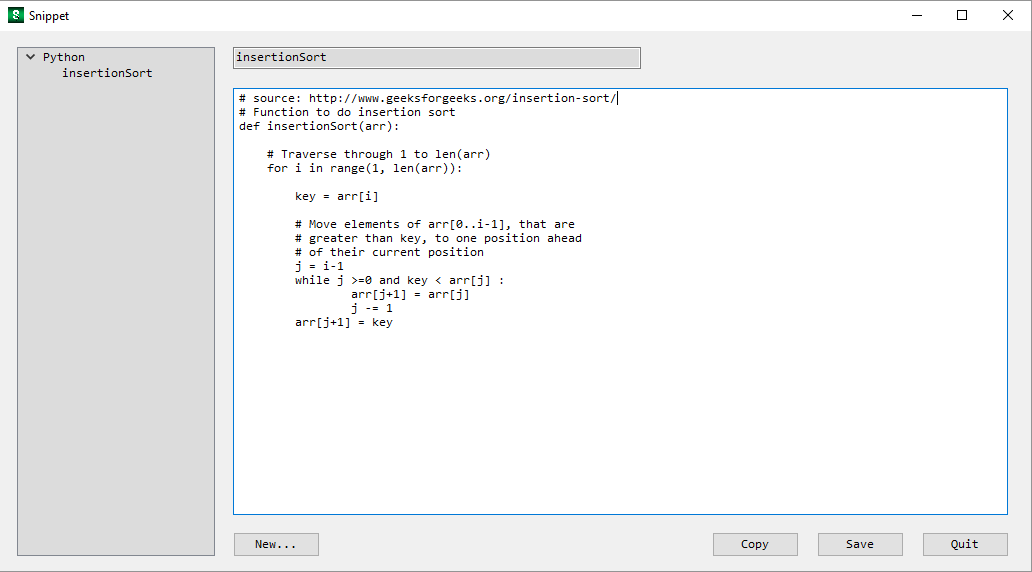 Snippet
Python
insertionSort
insertionSort
# source: http://www.geeksforgeeks.org/insertion-sort/
# Function to do insertion sort
def insertionSort(arr):
    # Traverse through 1 to len(arr)
    for i in range(1, len(arr)):
        key = arr[i]
        # Move elements of arr[0..i-1], that are
        # greater than key, to one position ahead
        # of their current position
        j = i-1
        while j >=0 and key < arr[j] :
                arr[j+1] = arr[j]
                j -= 1
        arr[j+1] = key
New...
Copy
Save
Quit